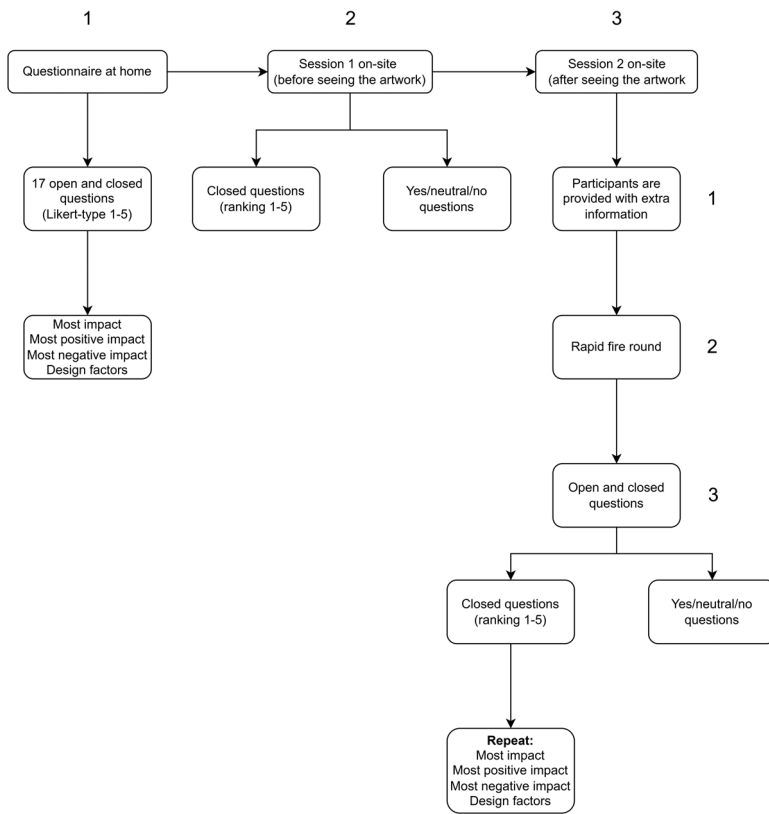 1
2
3
Questionnaire at home
Session 1 on-site
(before seeing the artwork)
Session 2 on-site
(after seeing the artwork
17 open and closed
questions
(Likert-type 1-5)
Closed questions
(ranking 1-5)
Yes/neutral/no
questions
Participants are
provided with extra
information
1
Most impact
Most positive impact
Most negative impact
Design factors
Rapid fire round
2
Open and closed
questions
3
Closed questions
(ranking 1-5)
Yes/neutral/no
questions
Repeat:
Most impact
Most positive impact
Most negative impact
Design factors